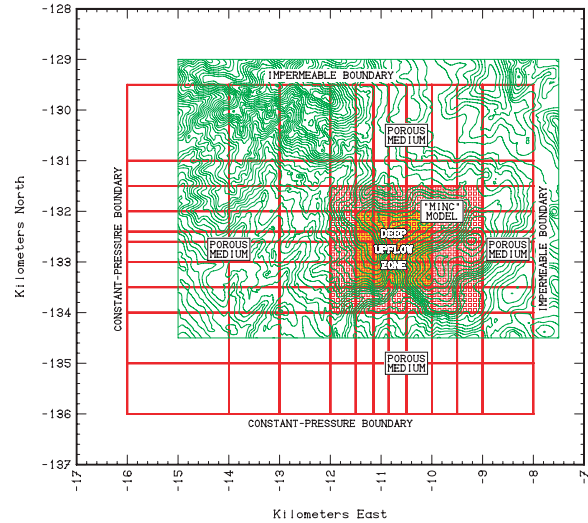 -128
-129
-130
-131
-132
-133
-134
-135
-136
-137
Kilometers North
IMPERMEABLE BOUNDARY
POROUS
MEDIUM
"MINC"
MODEL
DEEP
UPFLOW
ZONE
POROUS
MEDIUM
POROUS
MEDIUM
CONSTANT-PRESSURE BOUNDARY
IMPERMEABLE BOUNDARY
POROUS
MEDIUM
CONSTANT-PRESSURE BOUNDARY
-17
-16
-15
-14
-13
-12
-11
-10
-9
-8
-7
Kilometers East